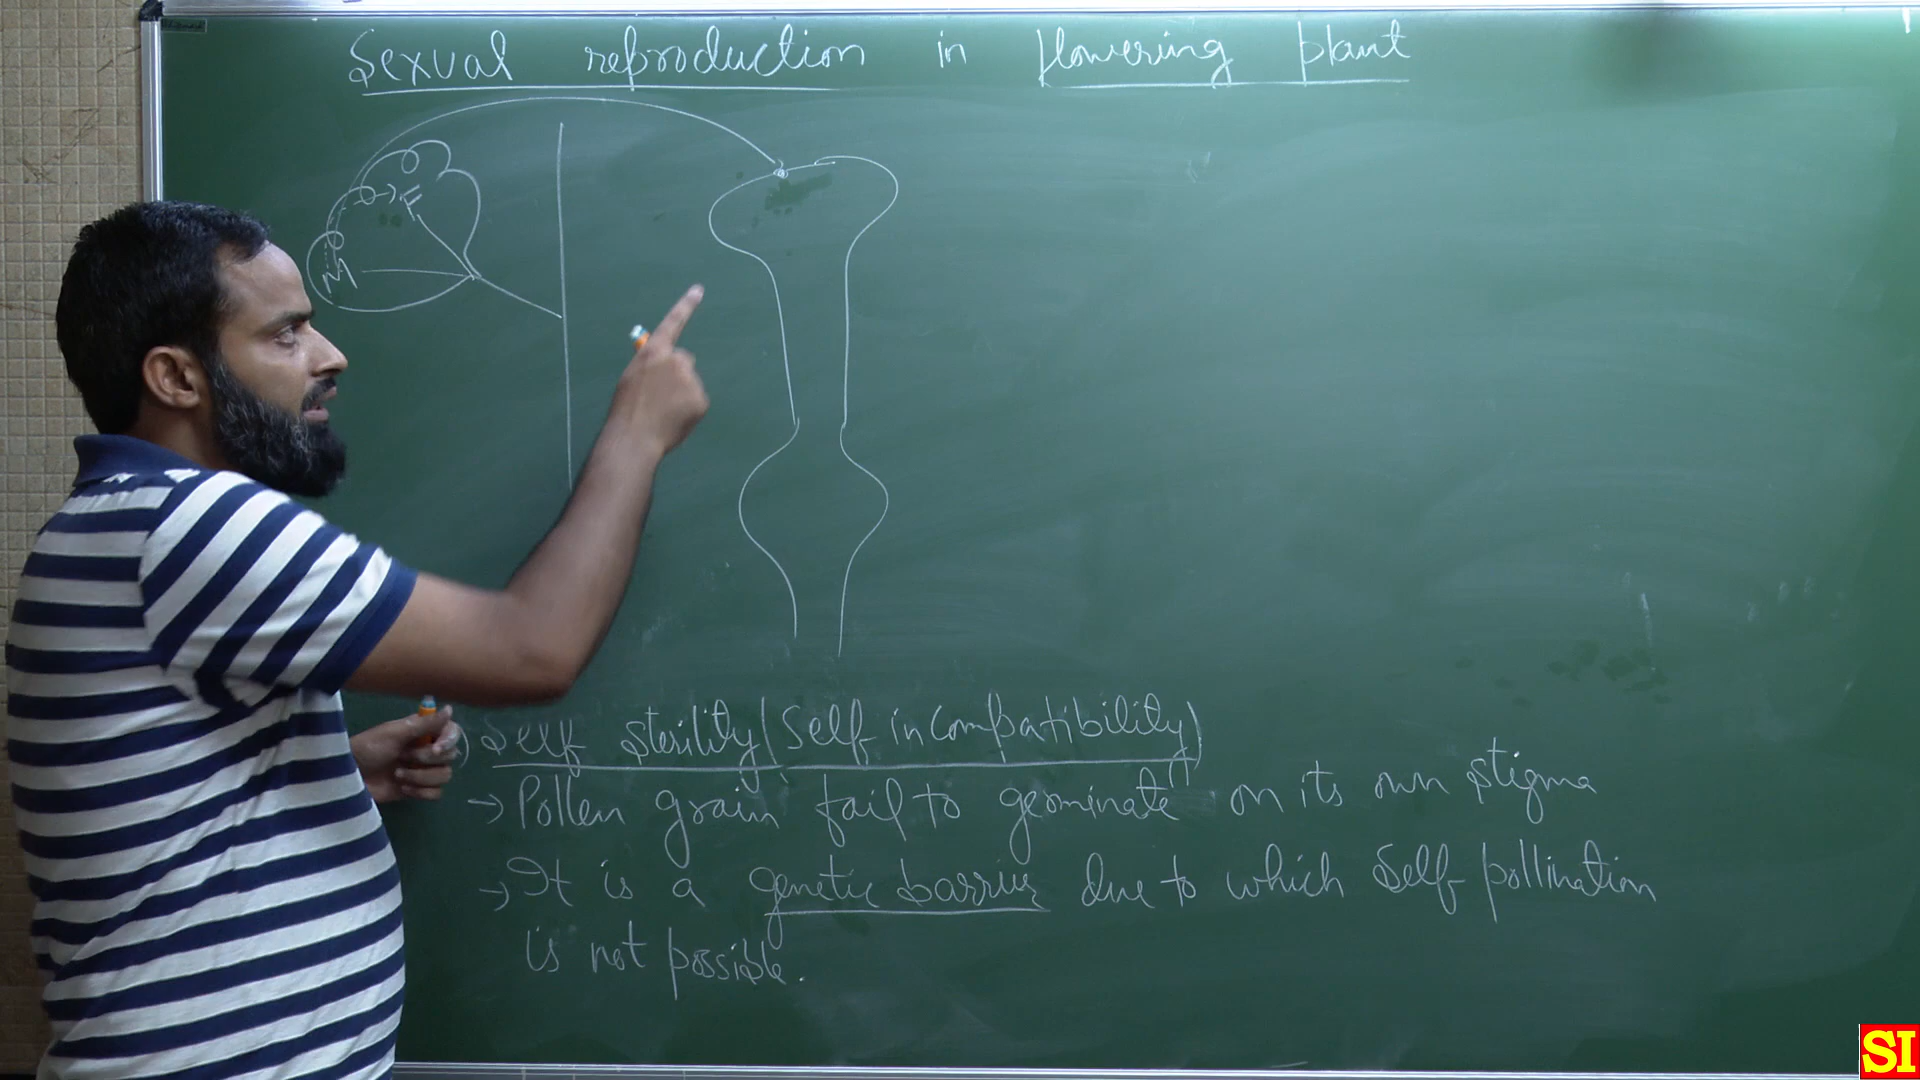 Sexual reproduction in flowering plant
F
M
) Self sterility (Self incompatibility)
→ Pollen grain fail to germinate on its own stigma
→ It is a genetic barrier due to which Self pollination
is not possible.
SI